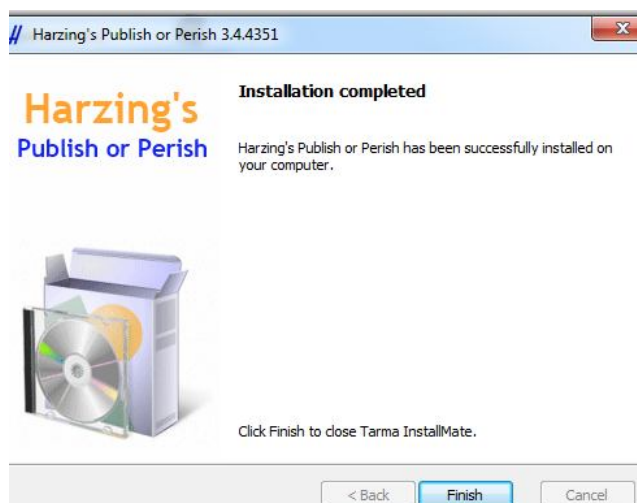 Harzing's Publish or Perish 3.4.4351
Harzing's
Publish or Perish
Installation completed
Harzing's Publish or Perish has been successfully installed on
your computer.
Click Finish to close Tarma InstallMate.
< Back
Finish
Cancel